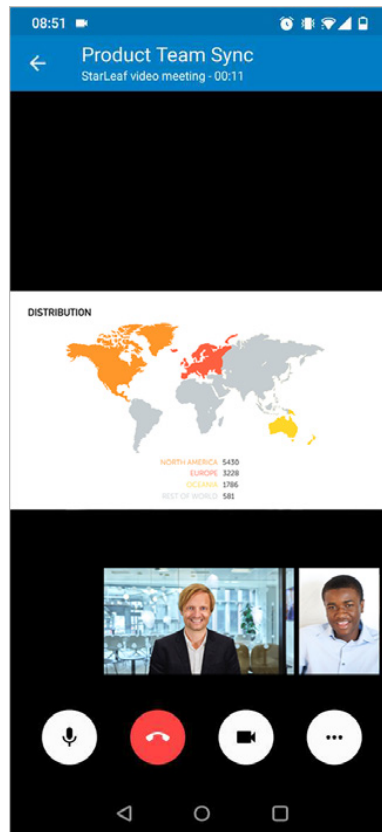 08:51
Product Team Sync
StarLeaf video meeting - 00:11
DISTRIBUTION
NORTH AMERICA 5430
EUROPE 3228
OCEANIA 1786
REST OF WORLD 581